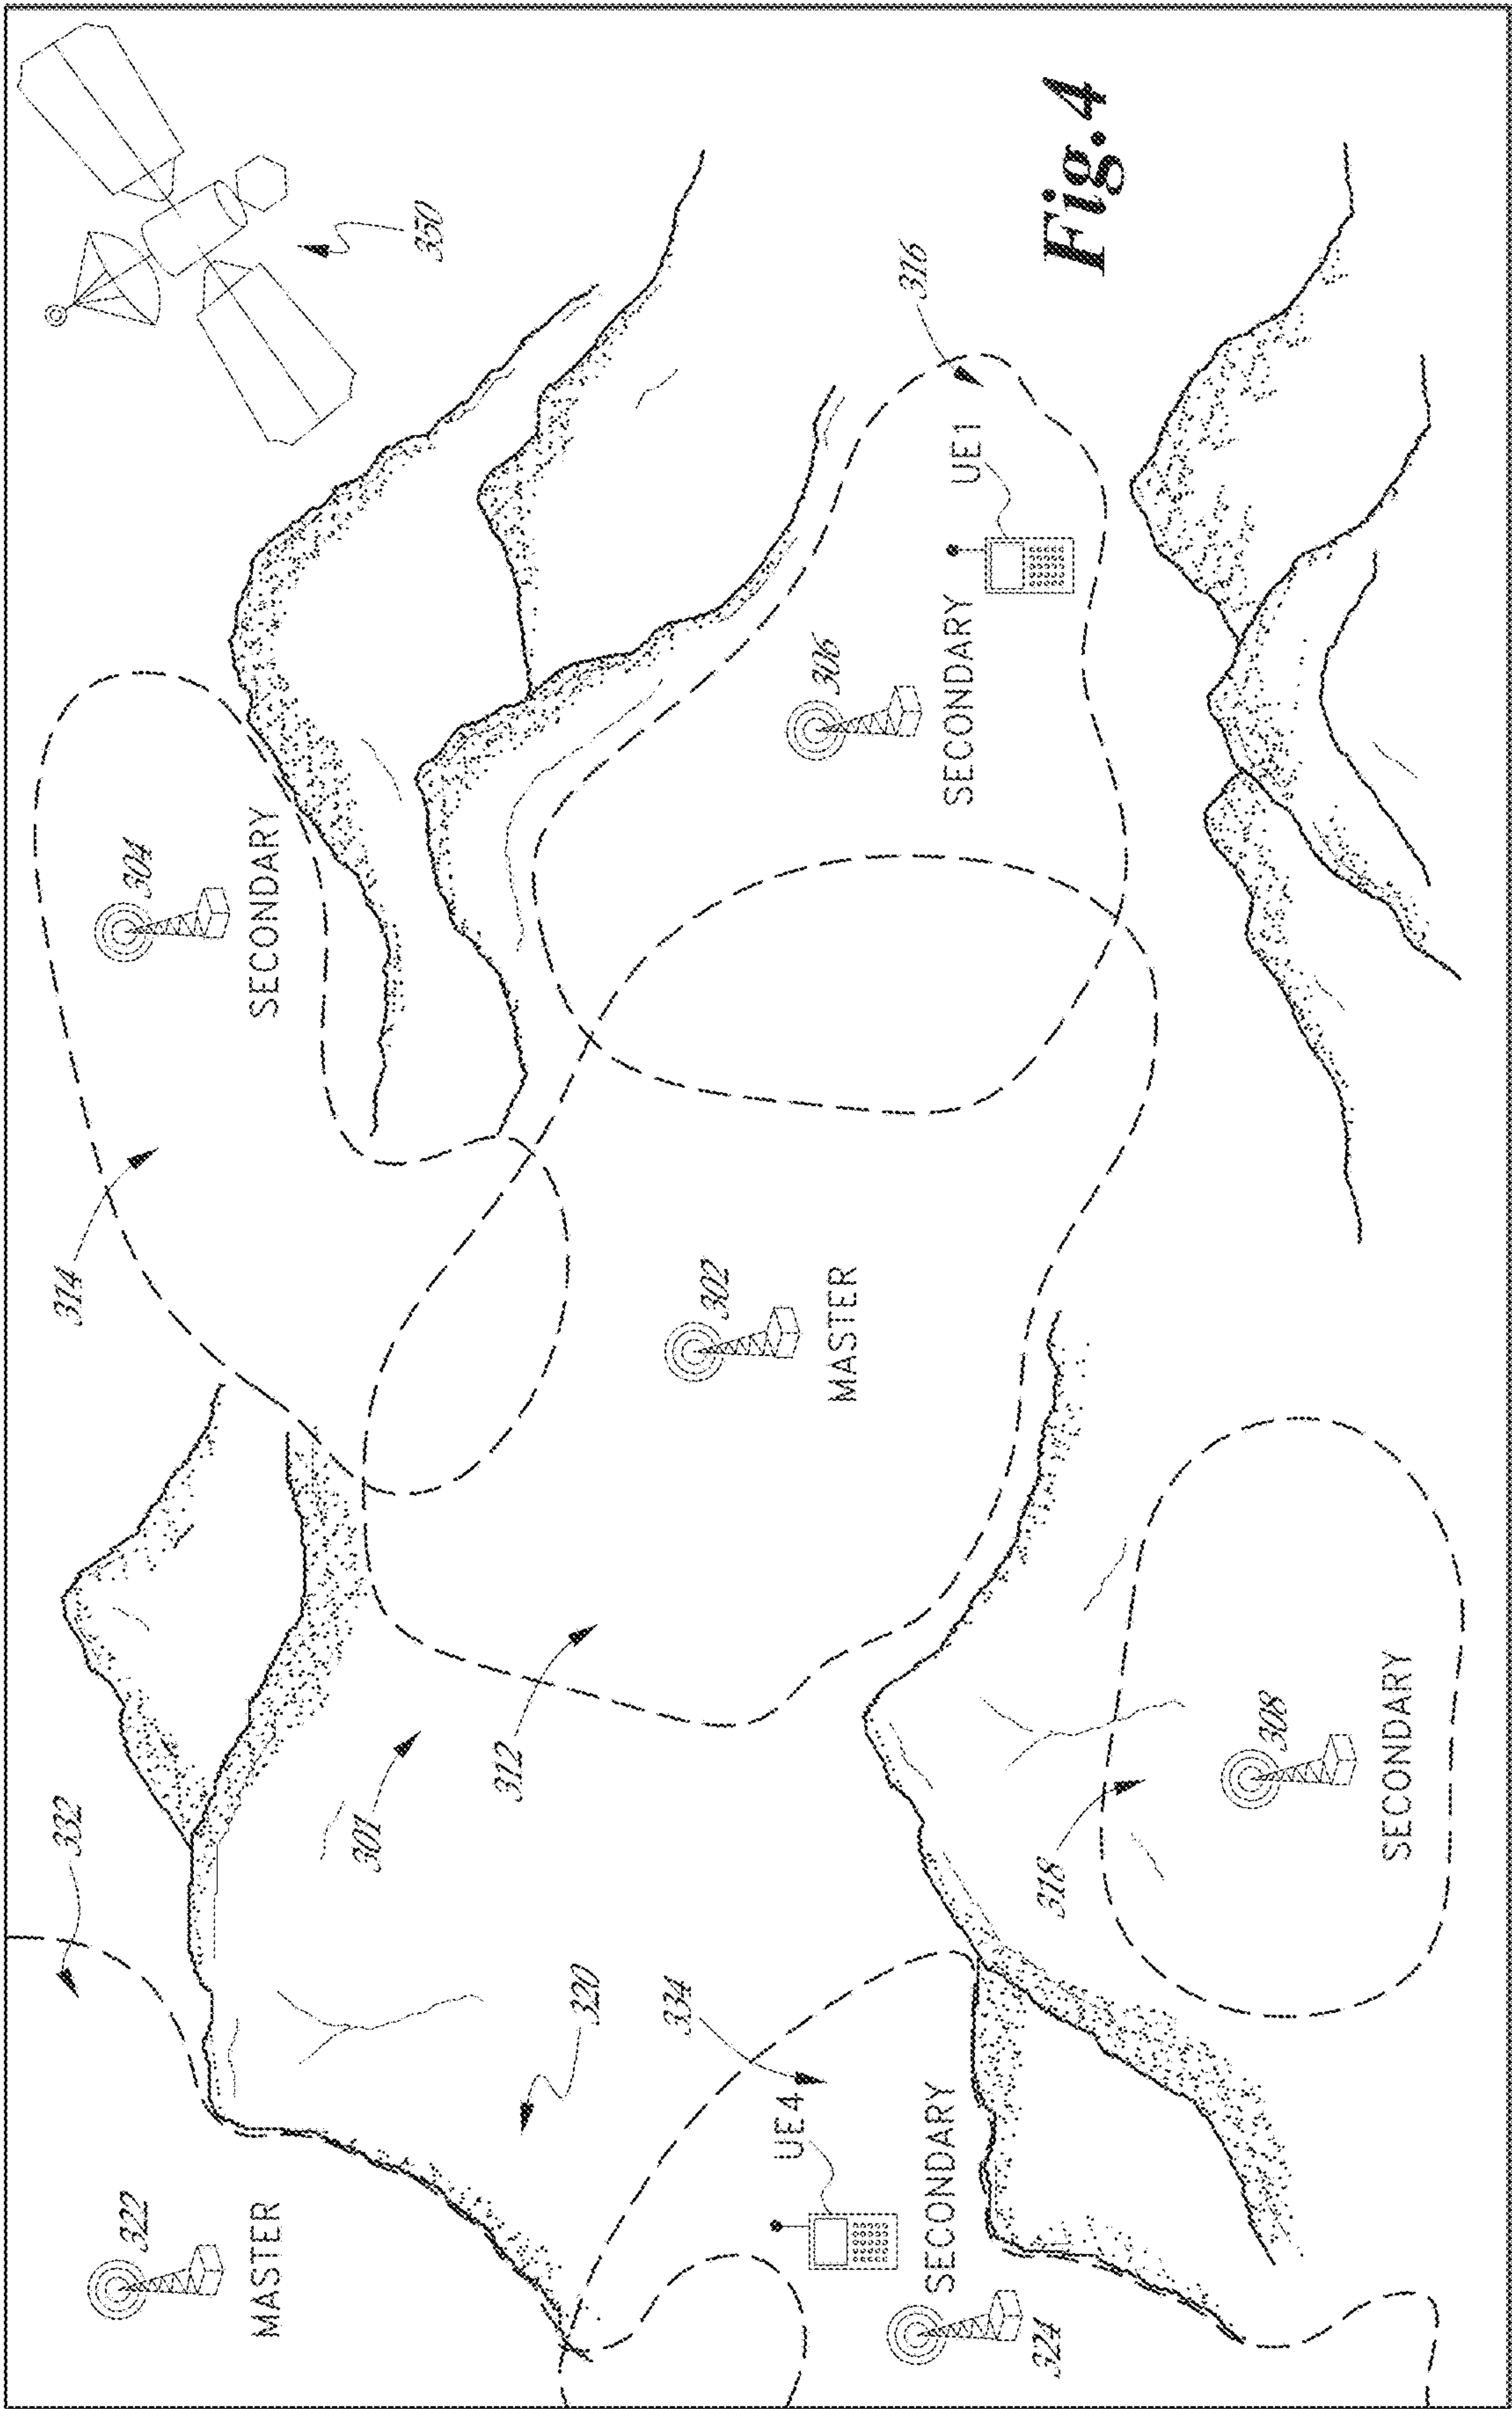 332
314
322
304
MASTER
SECONDARY
301
350
312
320
334
302
UE4
306
MASTER
316
SECONDARY
SECONDARY
UE1
324
318
Fig. 4
308
SECONDARY